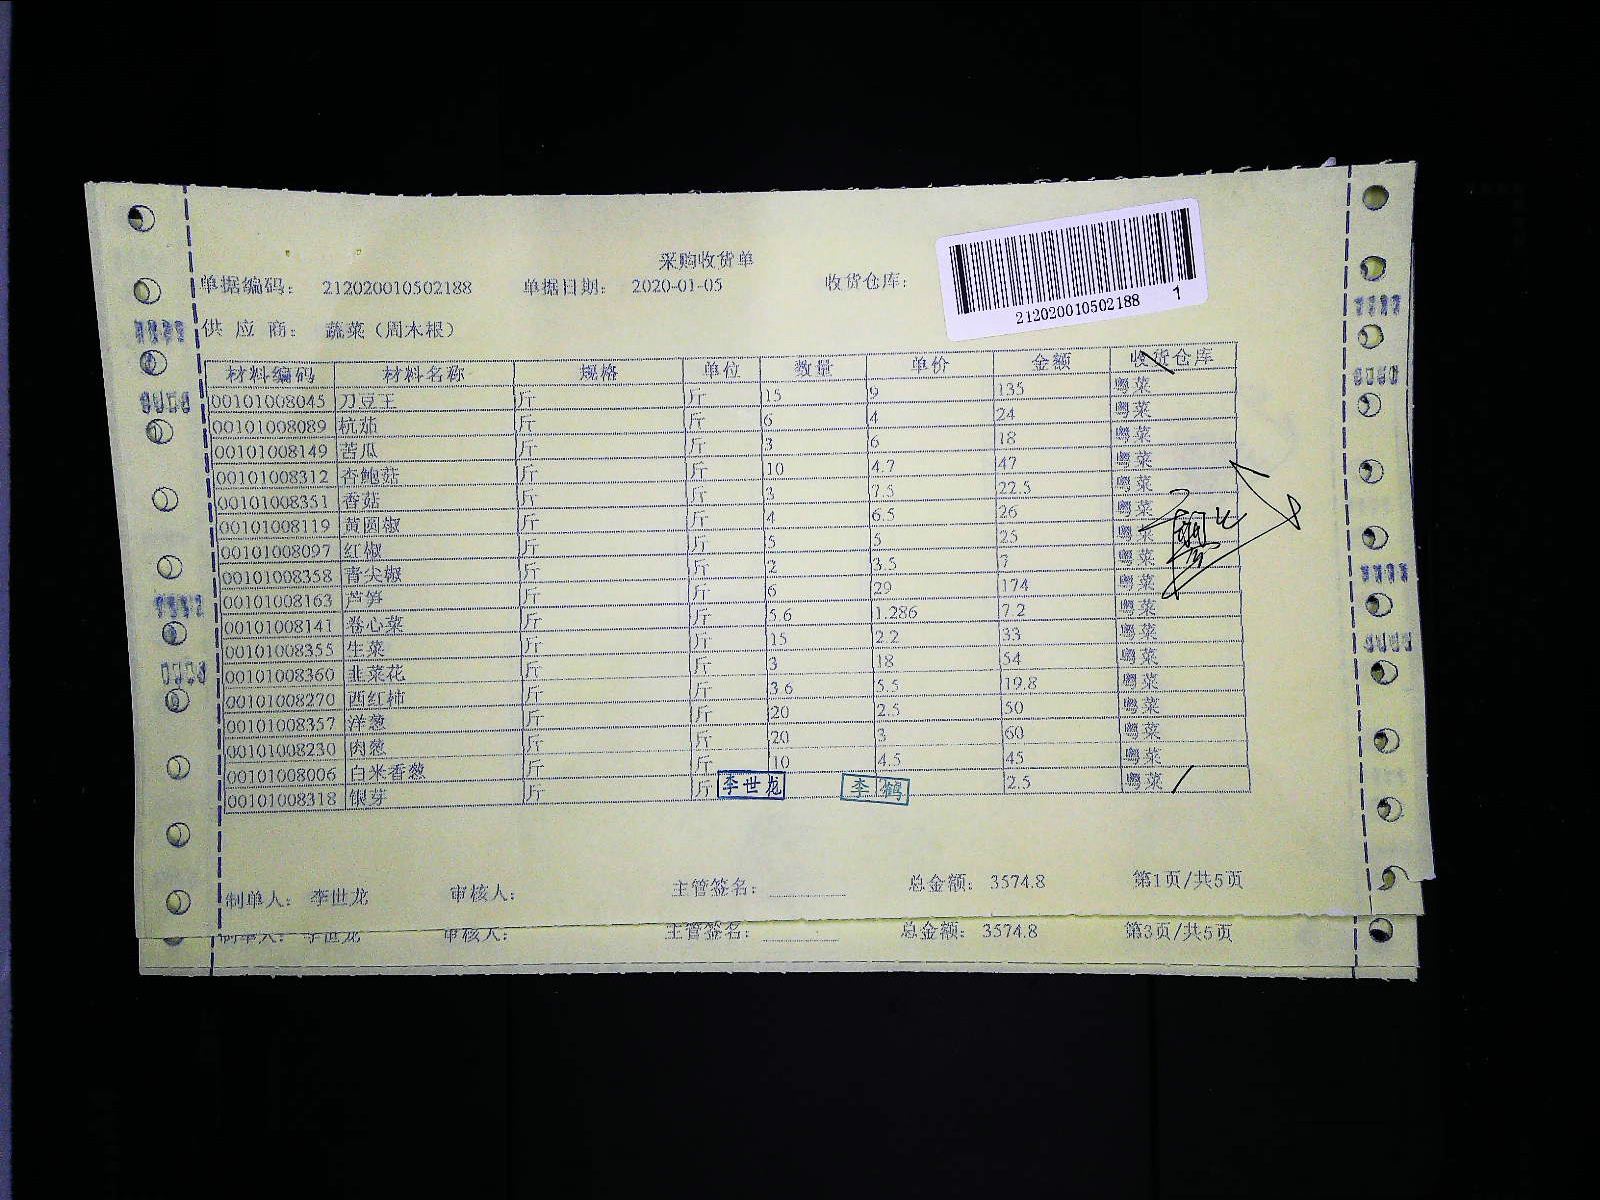 采购收货单
单据编码: 212020010502188 单据日期: 2020-01-05 收货仓库:
212020010502188 1
供应商: 蔬菜（周木根）
材料编码 材料名称 规格 单位 数量 单价 金额 收货仓库
00101008045 刀豆王 斤 斤 15 9 135 粤菜
00101008089 杭茄 斤 斤 6 4 24 粤菜
00101008149 苦瓜 斤 斤 3 6 18 粤菜
00101008312 杏鲍菇 斤 斤 10 4.7 47 粤菜
00101008351 香菇 斤 斤 3 7.5 22.5 粤菜
00101008119 黄圆椒 斤 斤 4 6.5 26 粤菜
00101008097 红椒 斤 斤 5 5 25 粤菜
00101008358 青尖椒 斤 斤 2 3.5 7 粤菜
00101008163 芦笋 斤 斤 6 29 174 粤菜
00101008141 卷心菜 斤 斤 5.6 1.286 7.2 粤菜
00101008355 生菜 斤 斤 15 2.2 33 粤菜
00101008360 韭菜花 斤 斤 3 18 54 粤菜
00101008270 西红柿 斤 斤 3.6 5.5 19.8 粤菜
00101008357 洋葱 斤 斤 20 2.5 50 粤菜
00101008230 肉葱 斤 斤 20 3 60 粤菜
00101008006 白米香葱 斤 斤 10 4.5 45 粤菜
00101008318 银芽 斤 斤 2.5 粤菜
李世龙 李鹤
制单人: 李世龙 审核人: 主管签名: 总金额: 3574.8 第1页/共5页
制单人: 李世龙 审核人: 主管签名: 总金额: 3574.8 第3页/共5页